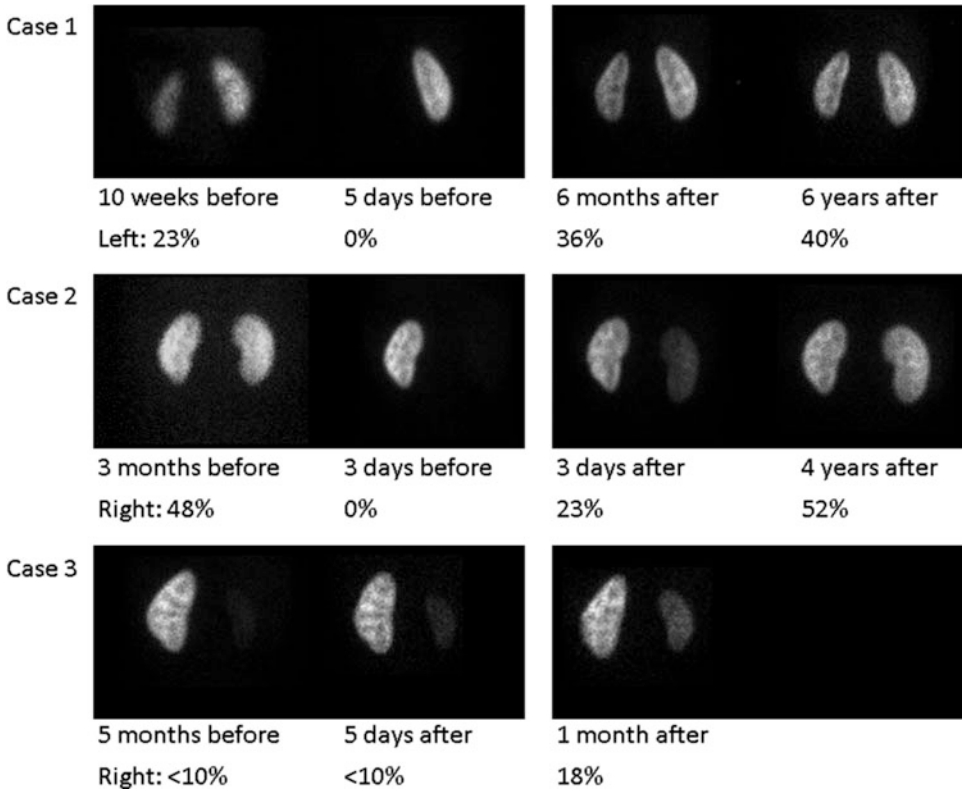 Case 1
10 weeks before 5 days before 6 months after 6 years after
Left: 23% 0% 36% 40%
Case 2
3 months before 3 days before 3 days after 4 years after
Right: 48% 0% 23% 52%
Case 3
5 months before 5 days after 1 month after
Right: <10% <10% 18%